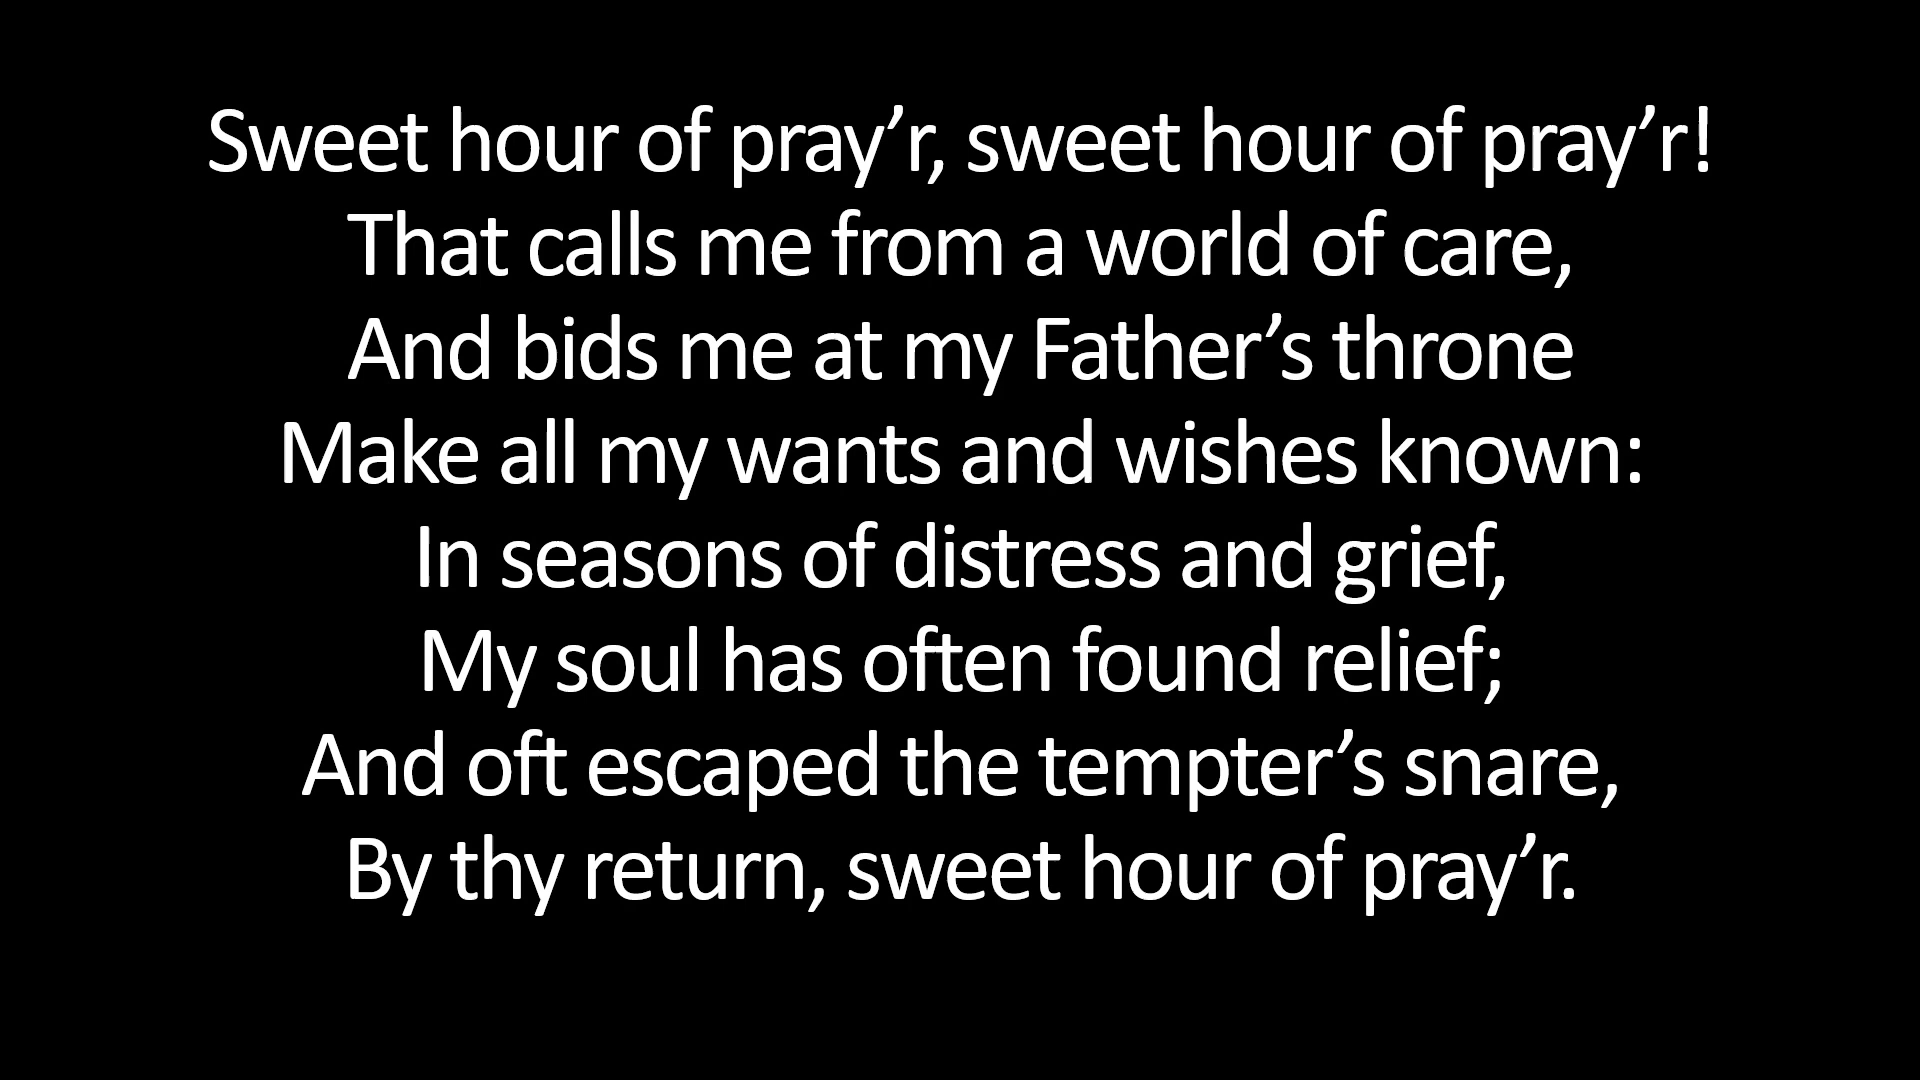 Sweet hour of pray’r, sweet hour of pray’r!
That calls me from a world of care,
And bids me at my Father’s throne
Make all my wants and wishes known:
In seasons of distress and grief,
My soul has often found relief;
And oft escaped the tempter’s snare,
By thy return, sweet hour of pray’r.